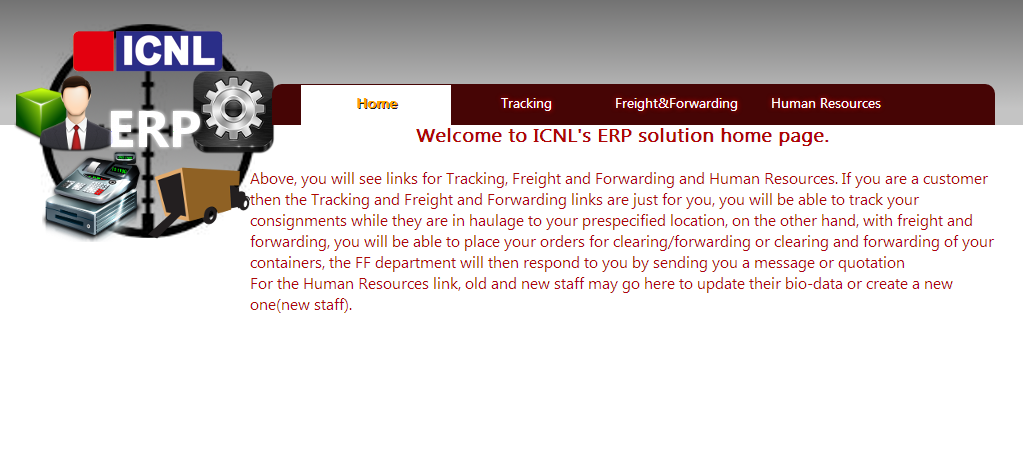 ICNL
ERP
Home Tracking Freight&Forwarding Human Resources
Welcome to ICNL's ERP solution home page.
Above, you will see links for Tracking, Freight and Forwarding and Human Resources. If you are a customer
then the Tracking and Freight and Forwarding links are just for you, you will be able to track your
consignments while they are in haulage to your prespecified location, on the other hand, with freight and
forwarding, you will be able to place your orders for clearing/forwarding or clearing and forwarding of your
containers, the FF department will then respond to you by sending you a message or quotation
For the Human Resources link, old and new staff may go here to update their bio-data or create a new
one(new staff).